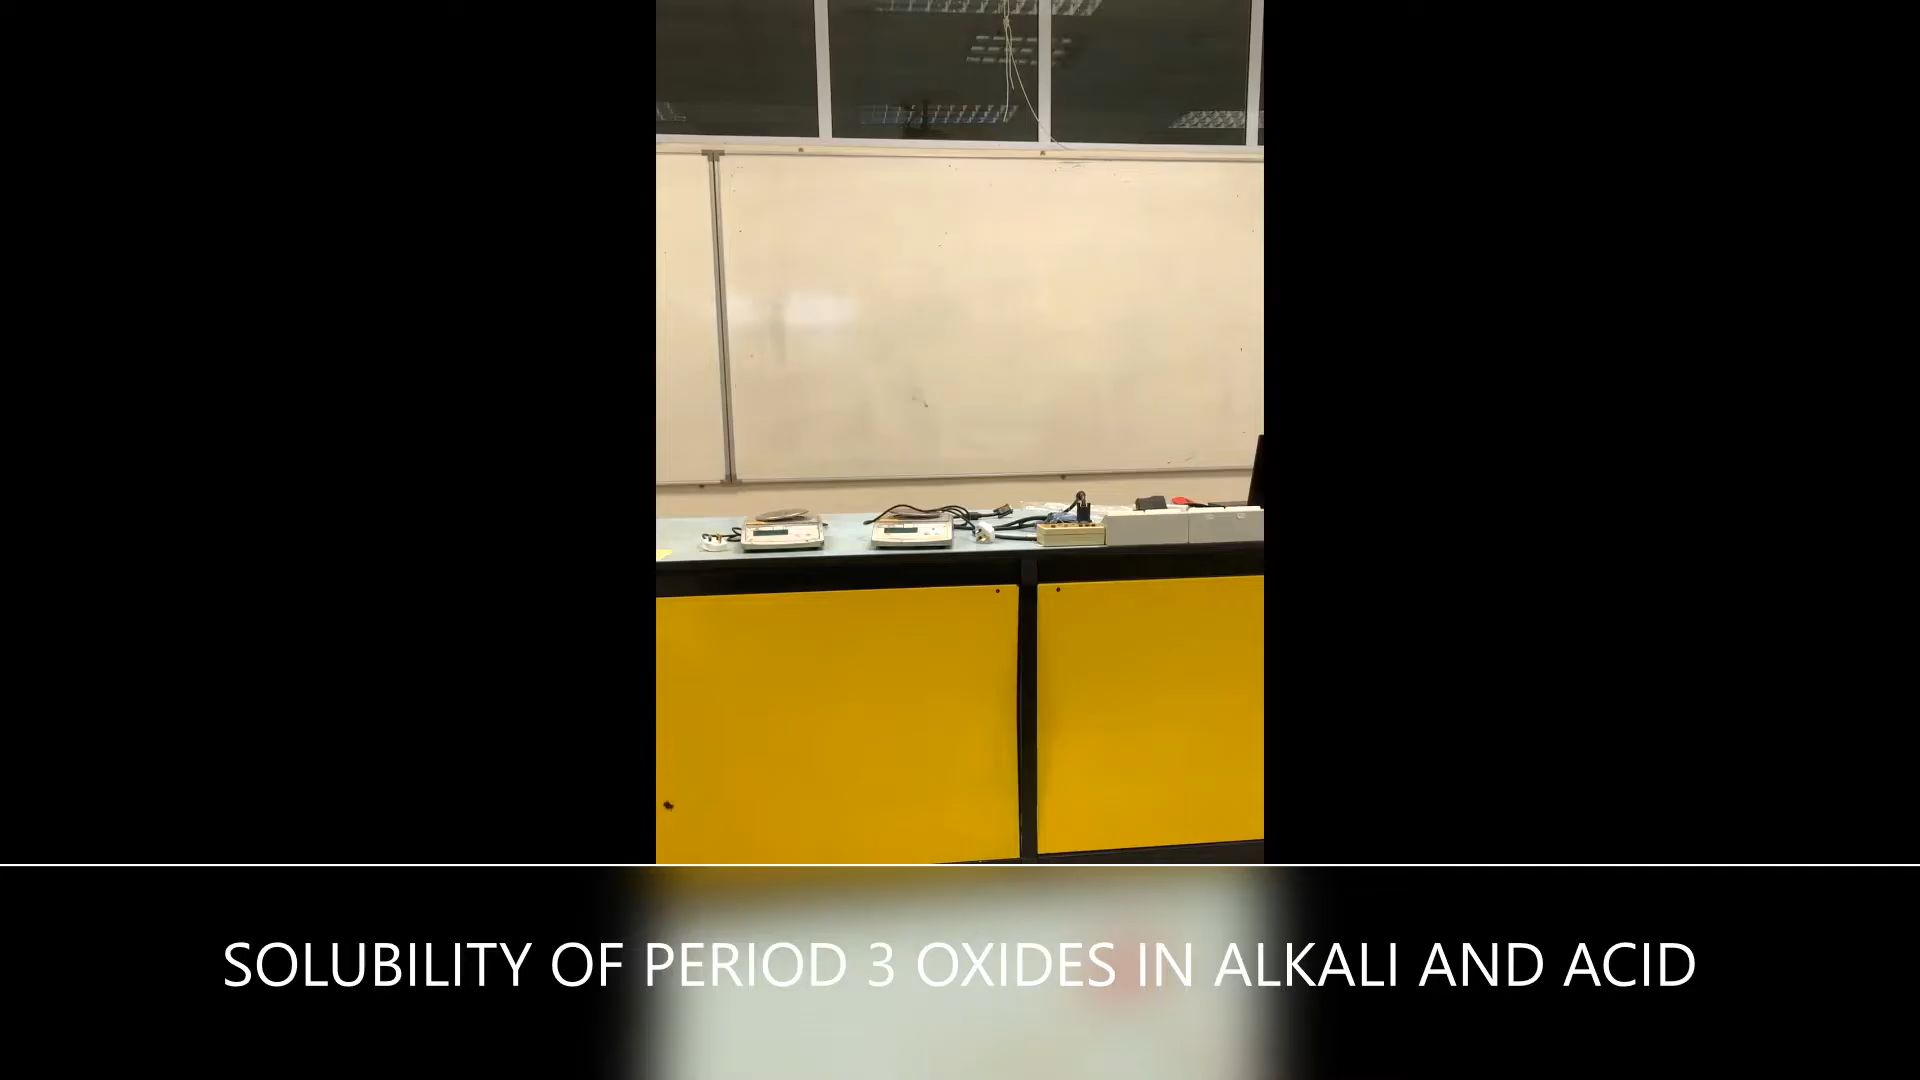 SOLUBILITY OF PERIOD 3 OXIDES IN ALKALI AND ACID